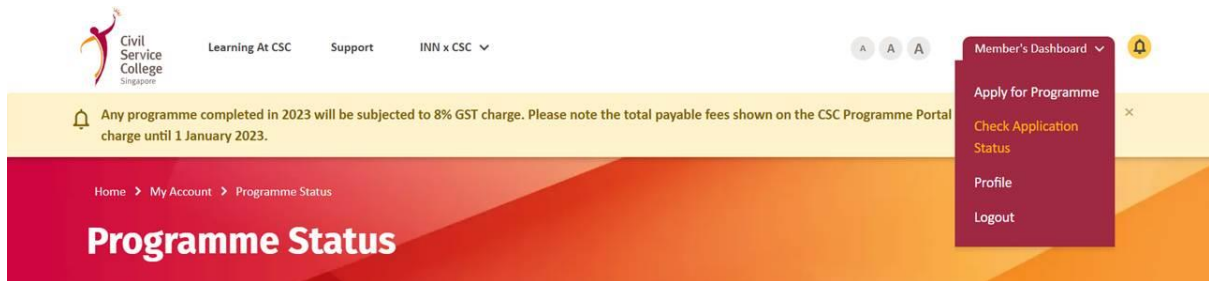 Civil
Service
College
Singapore
Learning At CSC
Support
INN x CSC
A A A
Member's Dashboard
Apply for Programme
Check Application
Status
Profile
Logout
Any programme completed in 2023 will be subjected to 8% GST charge. Please note the total payable fees shown on the CSC Programme Portal
charge until 1 January 2023.
Home > My Account > Programme Status
Programme Status